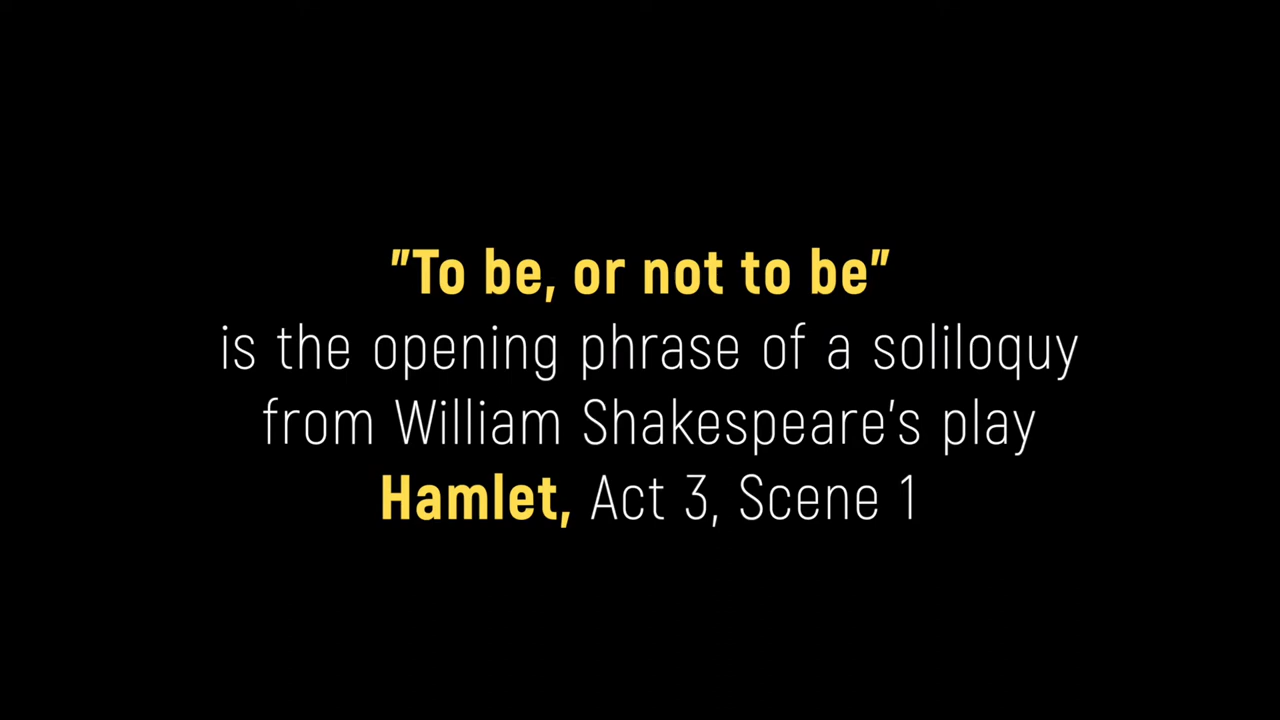 "To be, or not to be"
is the opening phrase of a soliloquy
from William Shakespeare's play
Hamlet, Act 3, Scene 1